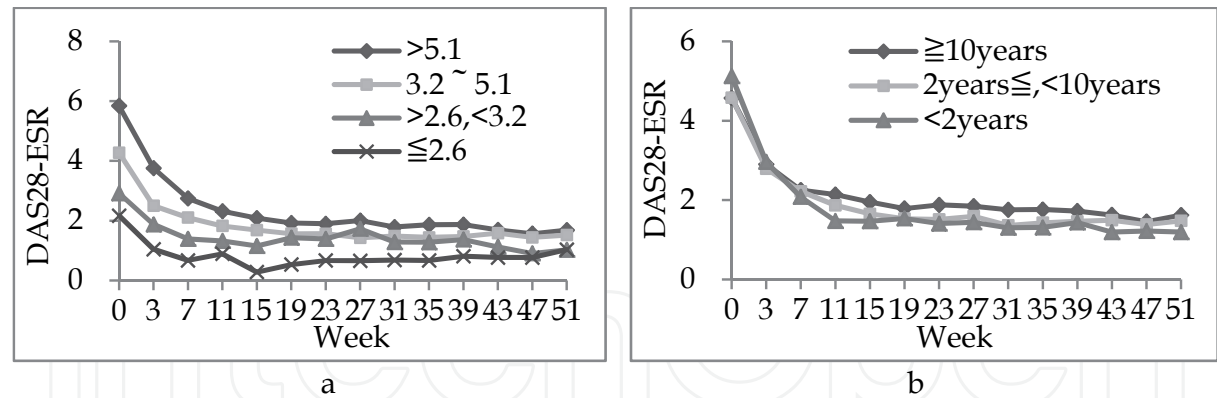 8
6
4
2
0
DAS28-ESR
>5.1
3.2 ~ 5.1
>2.6,<3.2
≦2.6
0 3 7 11 15 19 23 27 31 35 39 43 47 51
Week
a
6
4
2
0
DAS28-ESR
≧10years
2years≦,<10years
<2years
0 3 7 11 15 19 23 27 31 35 39 43 47 51
Week
b
intechopen